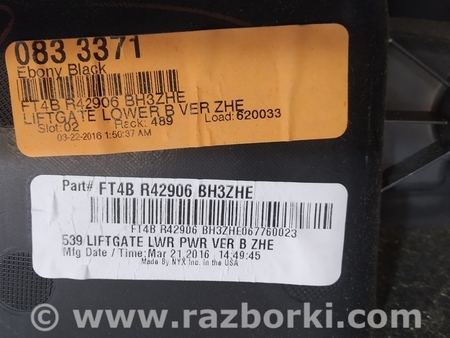 083 3371
Ebony Black
FT4B R42906 BH3ZHE
LIFTGATE LOWER B VER ZHE
Slot: 02 Rack: 489 Load: 620033
03-22-2016 1:50:37 AM
Part# FT4B R42906 BH3ZHE
FT4B R42906 BH3ZHE067760023
539 LIFTGATE LWR PWR VER B ZHE
Mfg Date / Time: Mar 21,2016 14:49:45
Made By NYX Inc. in the USA
© www.razborki.com